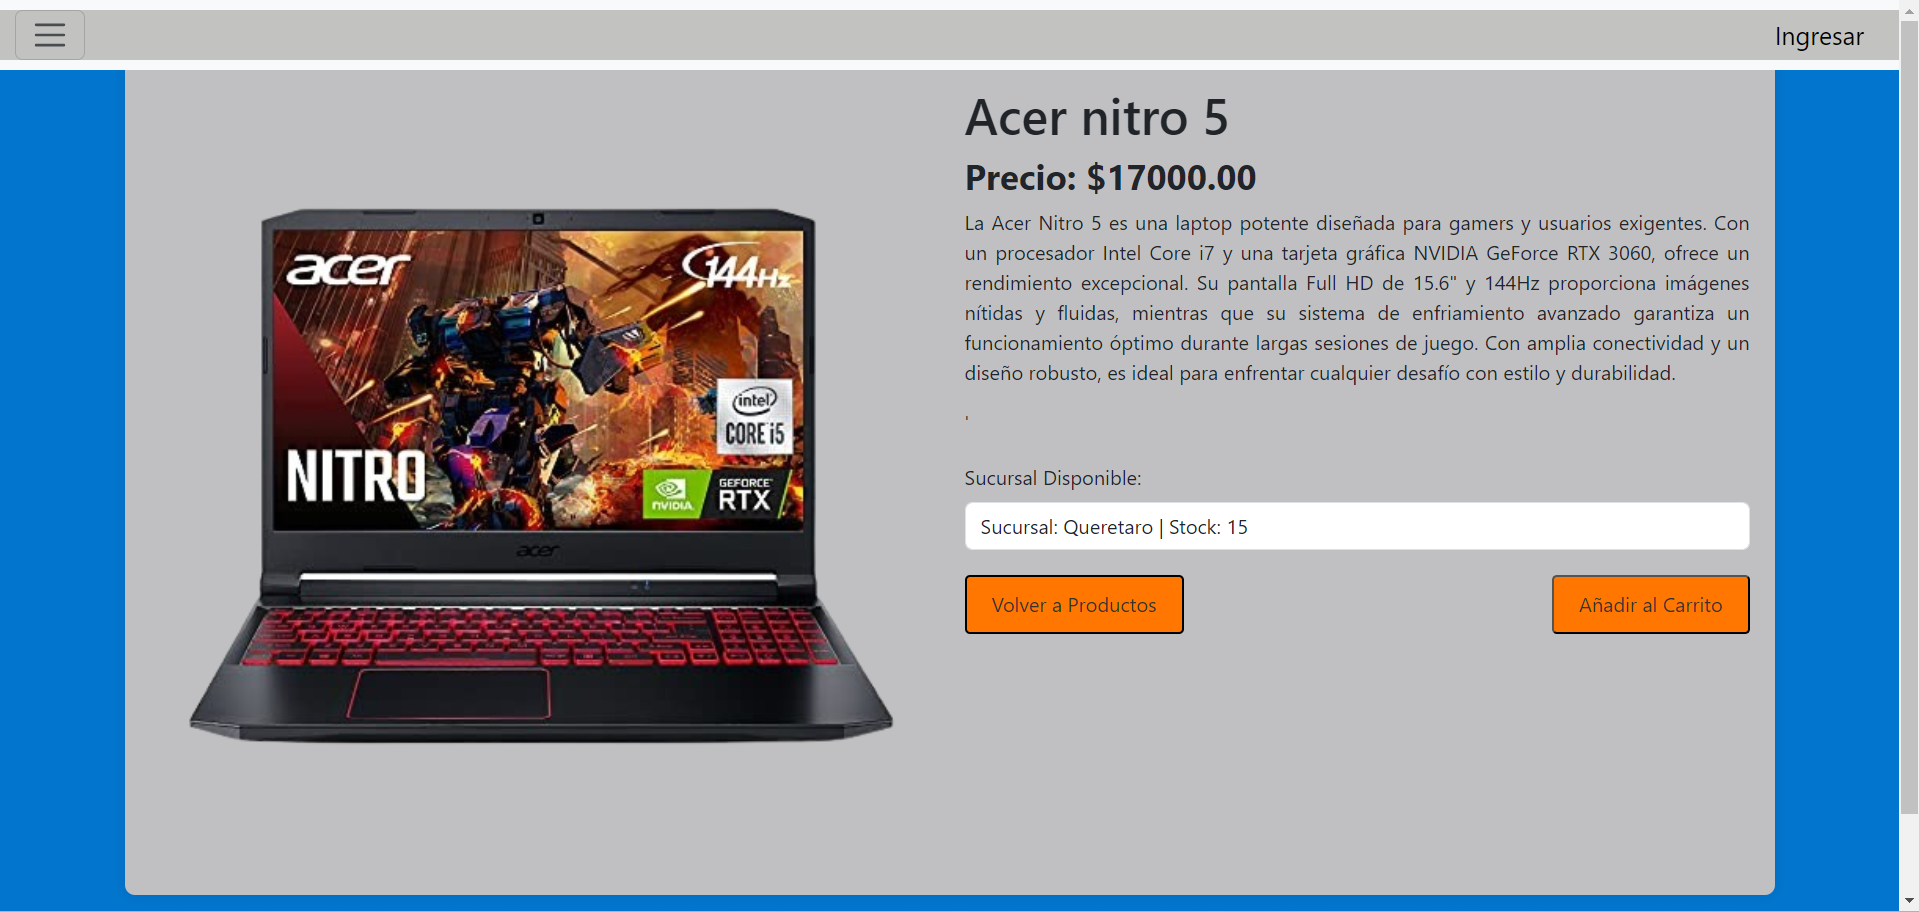 Ingresar
Acer nitro 5
Precio: $17000.00
La Acer Nitro 5 es una laptop potente diseñada para gamers y usuarios exigentes. Con
un procesador Intel Core i7 y una tarjeta gráfica NVIDIA GeForce RTX 3060, ofrece un
rendimiento excepcional. Su pantalla Full HD de 15.6" y 144Hz proporciona imágenes
nítidas y fluidas, mientras que su sistema de enfriamiento avanzado garantiza un
funcionamiento óptimo durante largas sesiones de juego. Con amplia conectividad y un
diseño robusto, es ideal para enfrentar cualquier desafío con estilo y durabilidad.
'
Sucursal Disponible:
Sucursal: Queretaro | Stock: 15
Volver a Productos
Añadir al Carrito
acer
144Hz
intel
CORE i5
NITRO
NVIDIA
GEFORCE
RTX
acer